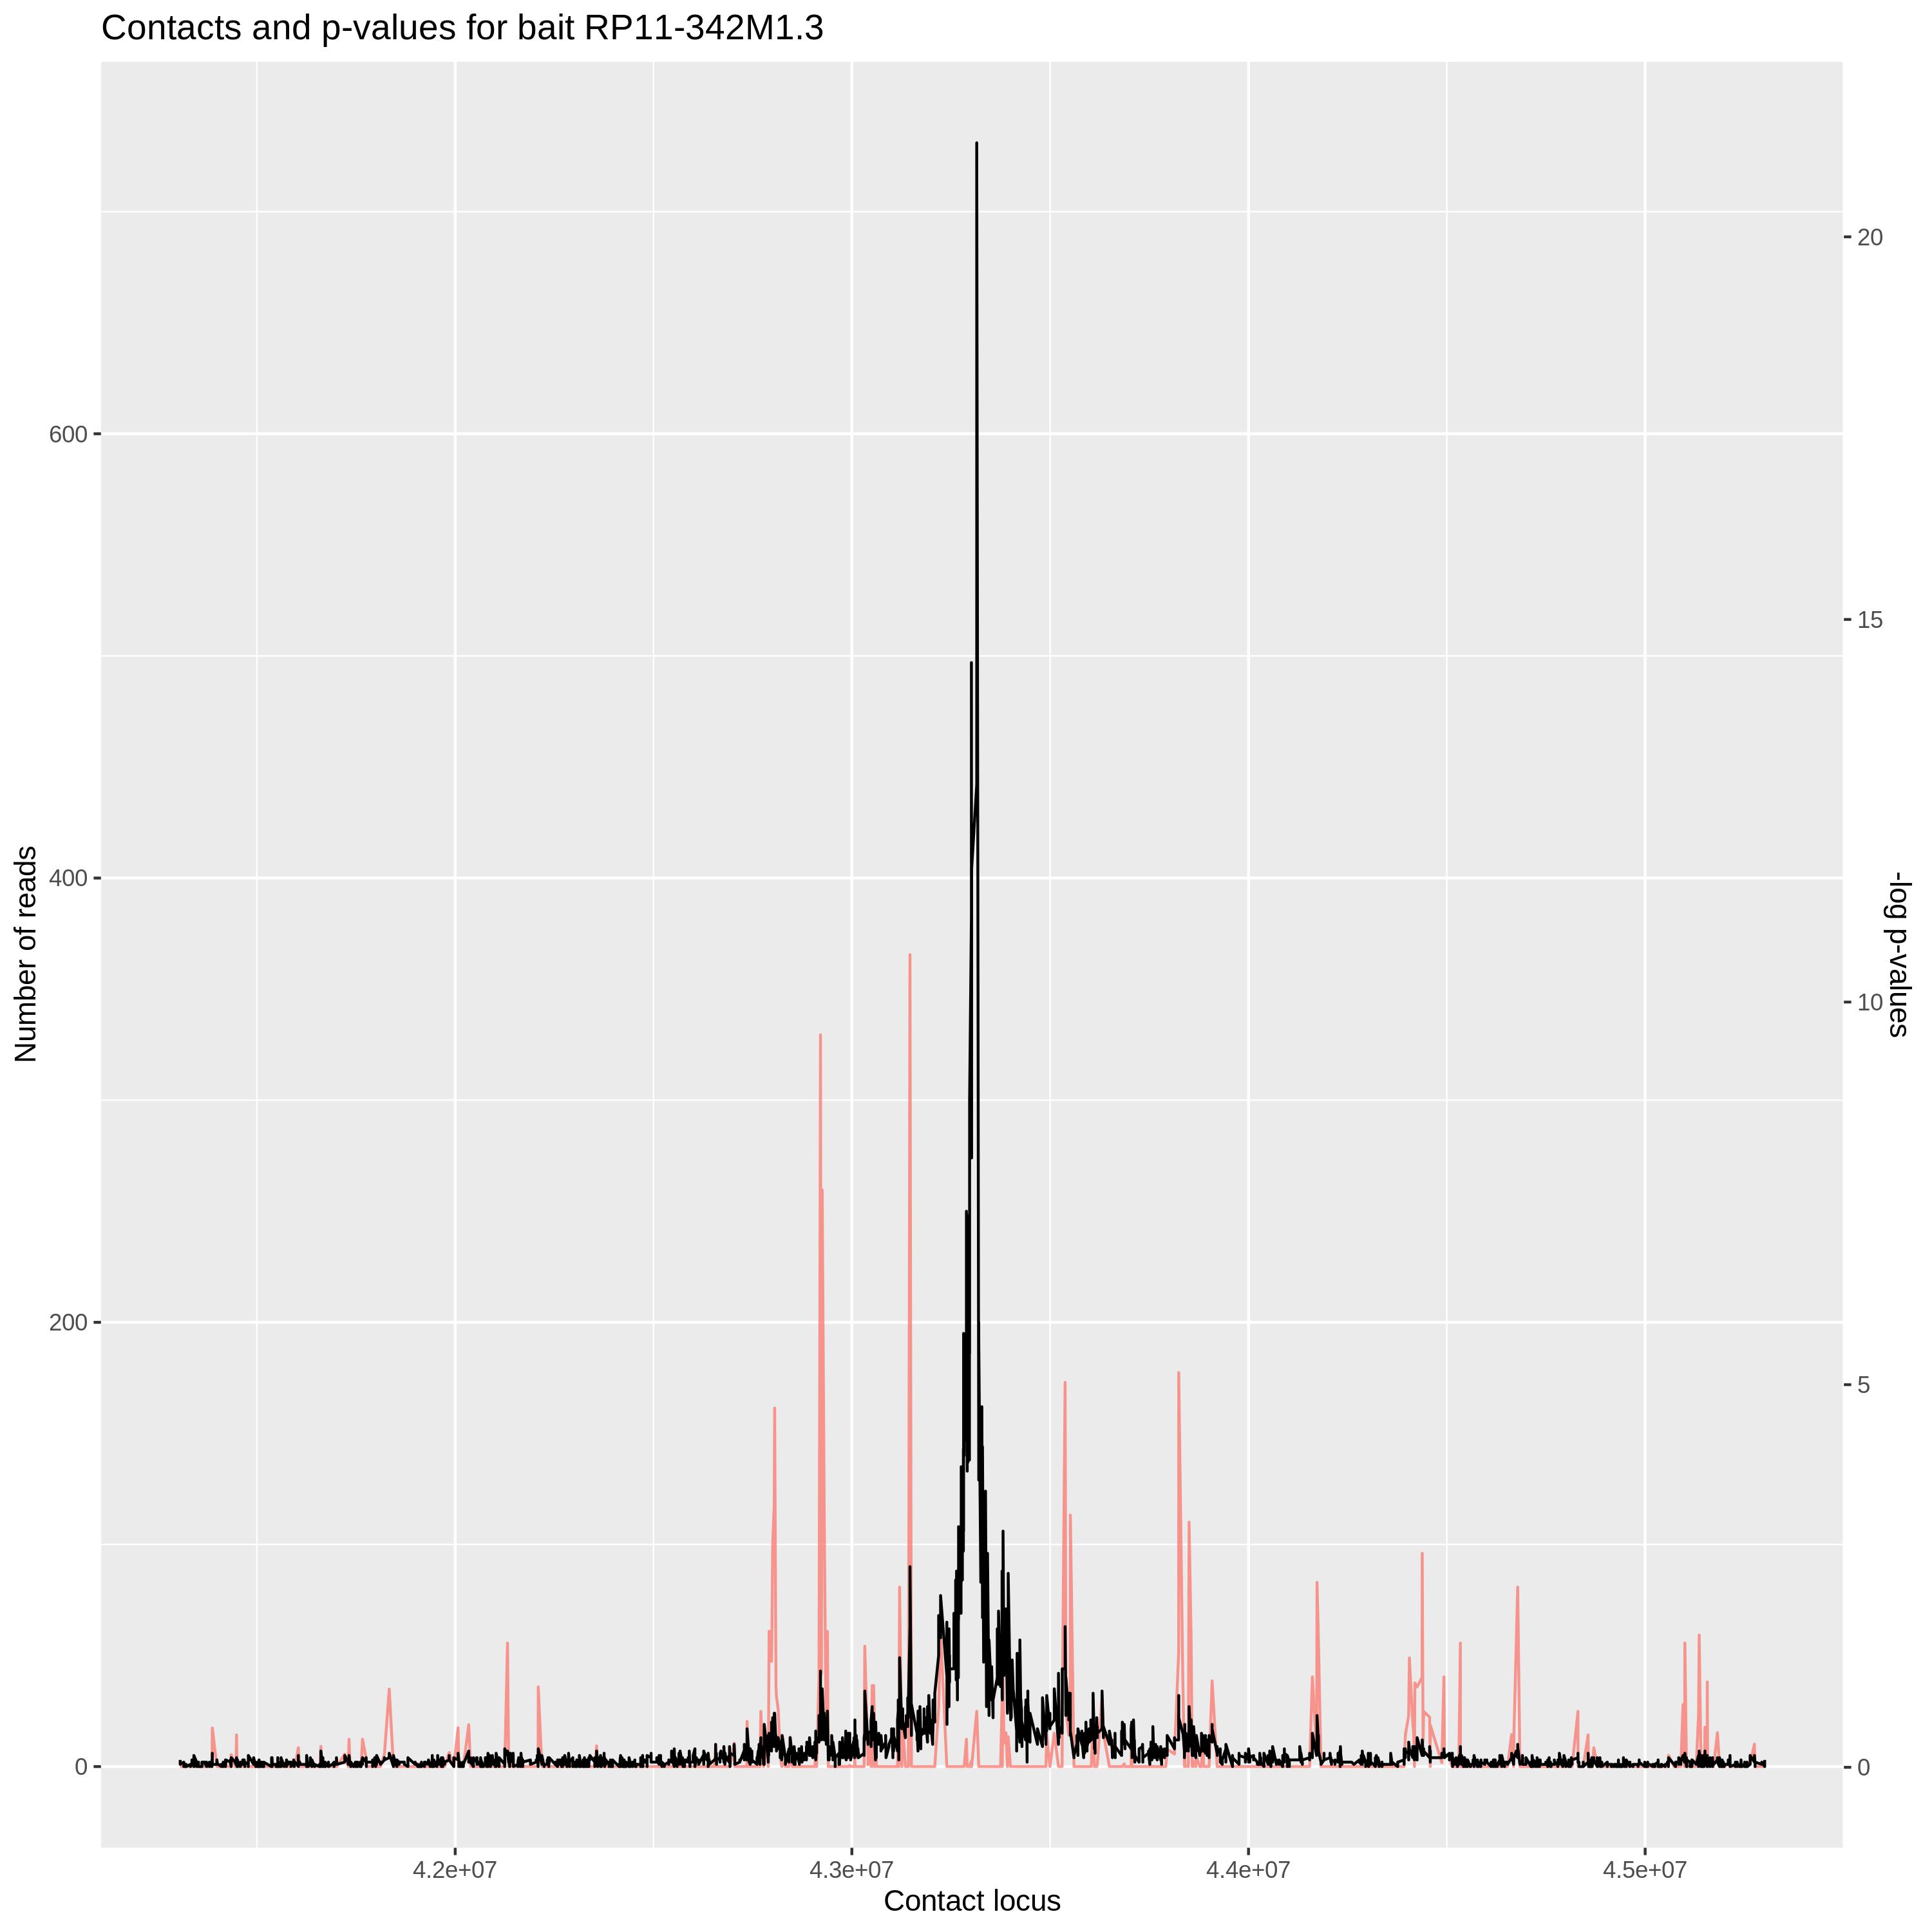 Contacts and p-values for bait RP11-342M1.3
Number of reads
600
400
200
0
20
15
10
5
0
-log p-values
4.2e+07
4.3e+07
4.4e+07
4.5e+07
Contact locus